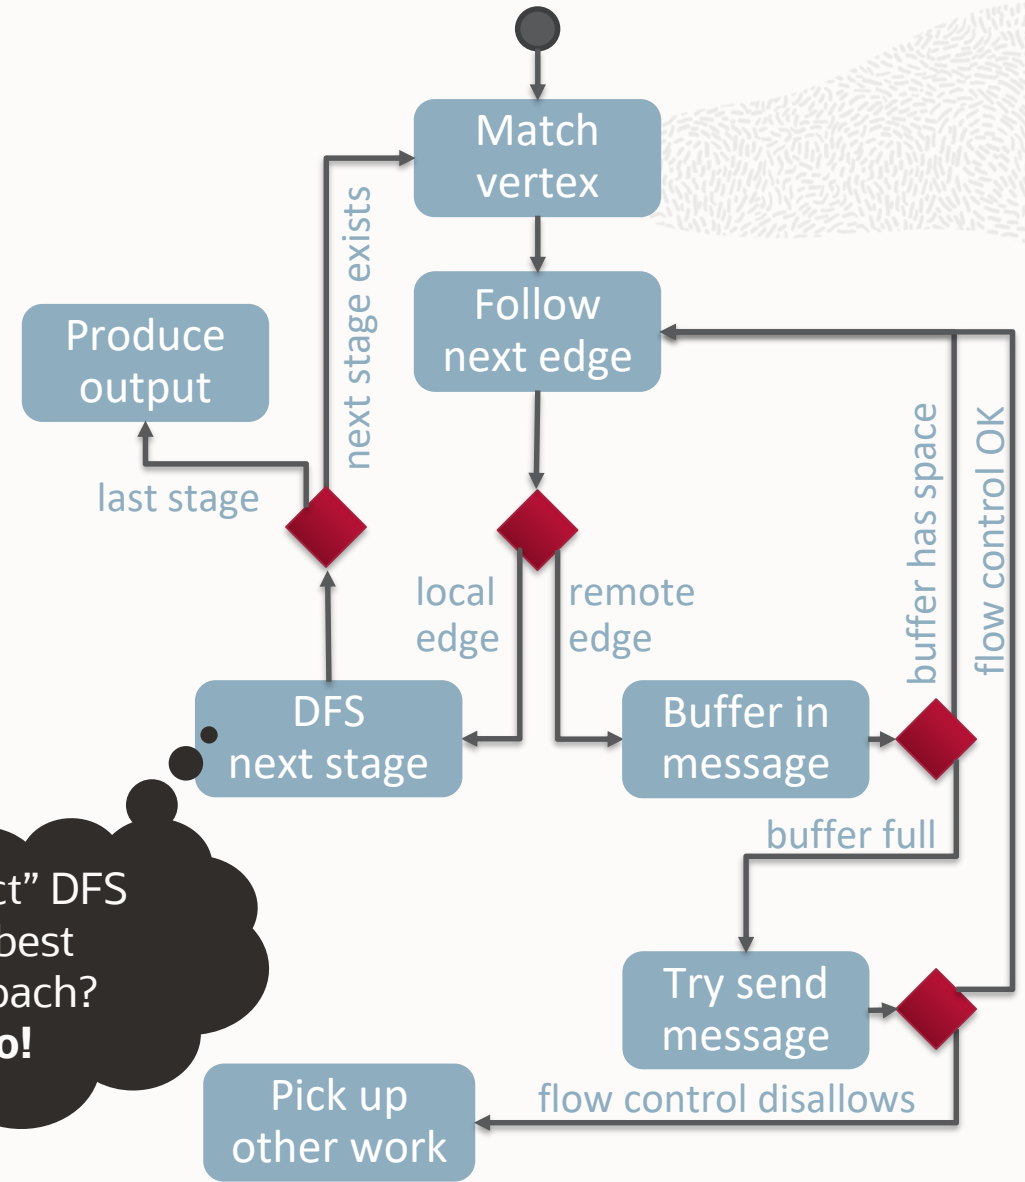 Match
vertex
next stage exists
Follow
next edge
Produce
output
last stage
buffer has space
flow control OK
local
edge
remote
edge
DFS
next stage
Buffer in
message
buffer full
DFS
best
Try send
message
flow control disallows
Pick up
other work